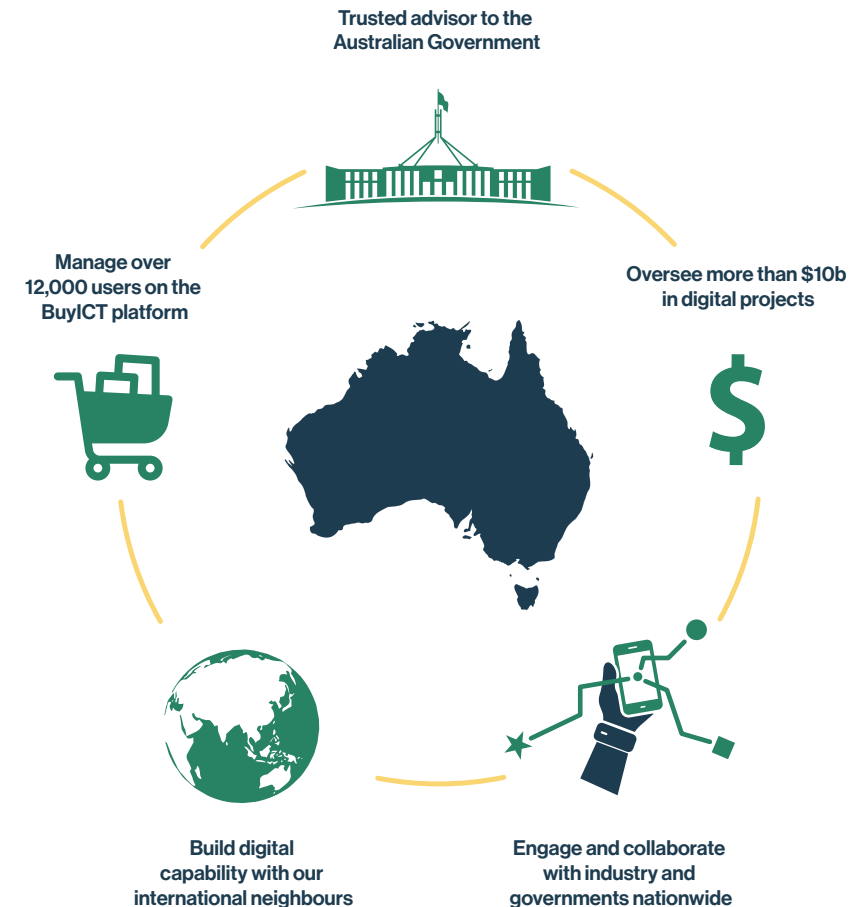 Trusted advisor to the
Australian Government
Manage over
12,000 users on the
BuyICT platform
Oversee more than $10b
in digital projects
$
Build digital
capability with our
international neighbours
Engage and collaborate
with industry and
governments nationwide